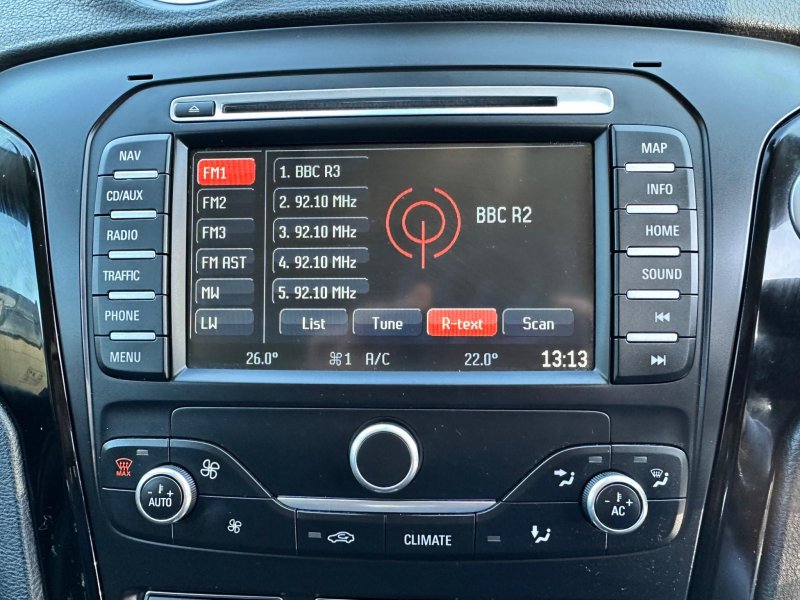 NAV
CD/AUX
RADIO
TRAFFIC
PHONE
MENU
FM1
FM2
FM3
FM AST
MW
LW
1. BBC R3
2. 92.10 MHz
3. 92.10 MHz
4. 92.10 MHz
5. 92.10 MHz
BBC R2
List Tune R-text Scan
26.0° 1 A/C 22.0° 13:13
MAP
INFO
HOME
SOUND
MAX
- +
AUTO
- +
AC
CLIMATE